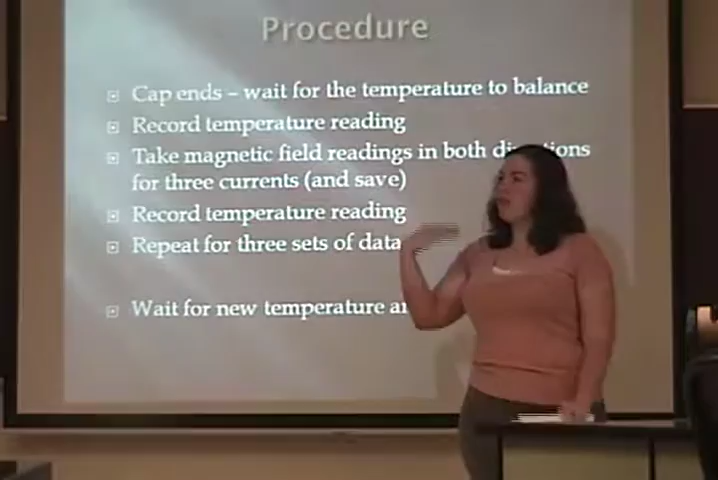 Procedure
Cap ends – wait for the temperature to balance
Record temperature reading
Take magnetic field readings in both
for three currents (and save)
Record temperature reading
Repeat for three sets of data
Wait for new temperature